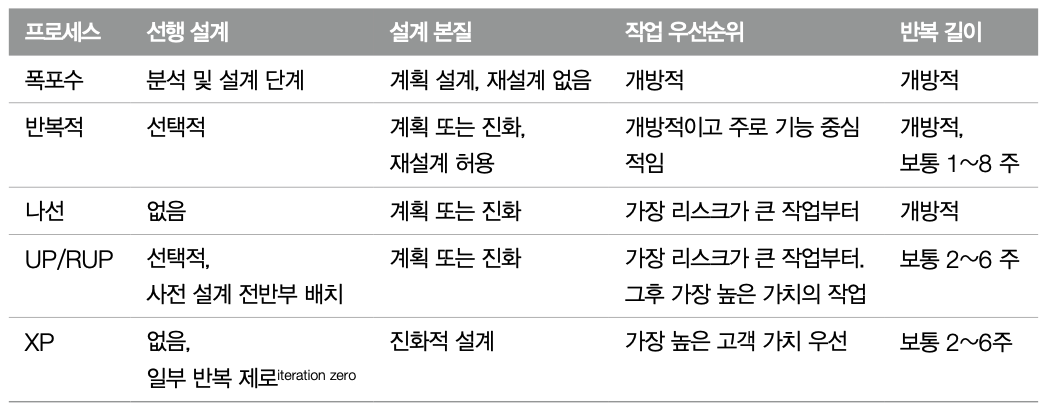 프로세스 선행 설계 설계 본질 작업 우선순위 반복 길이
폭포수 분석 및 설계 단계 계획 설계, 재설계 없음 개방적 개방적
반복적 선택적 계획 또는 진화, 개방적이고 주로 기능 중심 개방적,
재설계 허용 적임 보통 1~8 주
나선 없음 계획 또는 진화 가장 리스크가 큰 작업부터 개방적
UP/RUP 선택적, 계획 또는 진화 가장 리스크가 큰 작업부터. 보통 2~6 주
사전 설계 전반부 배치 그후 가장 높은 가치의 작업
XP 없음, 진화적 설계 가장 높은 고객 가치 우선 보통 2~6주
일부 반복 제로iteration zero